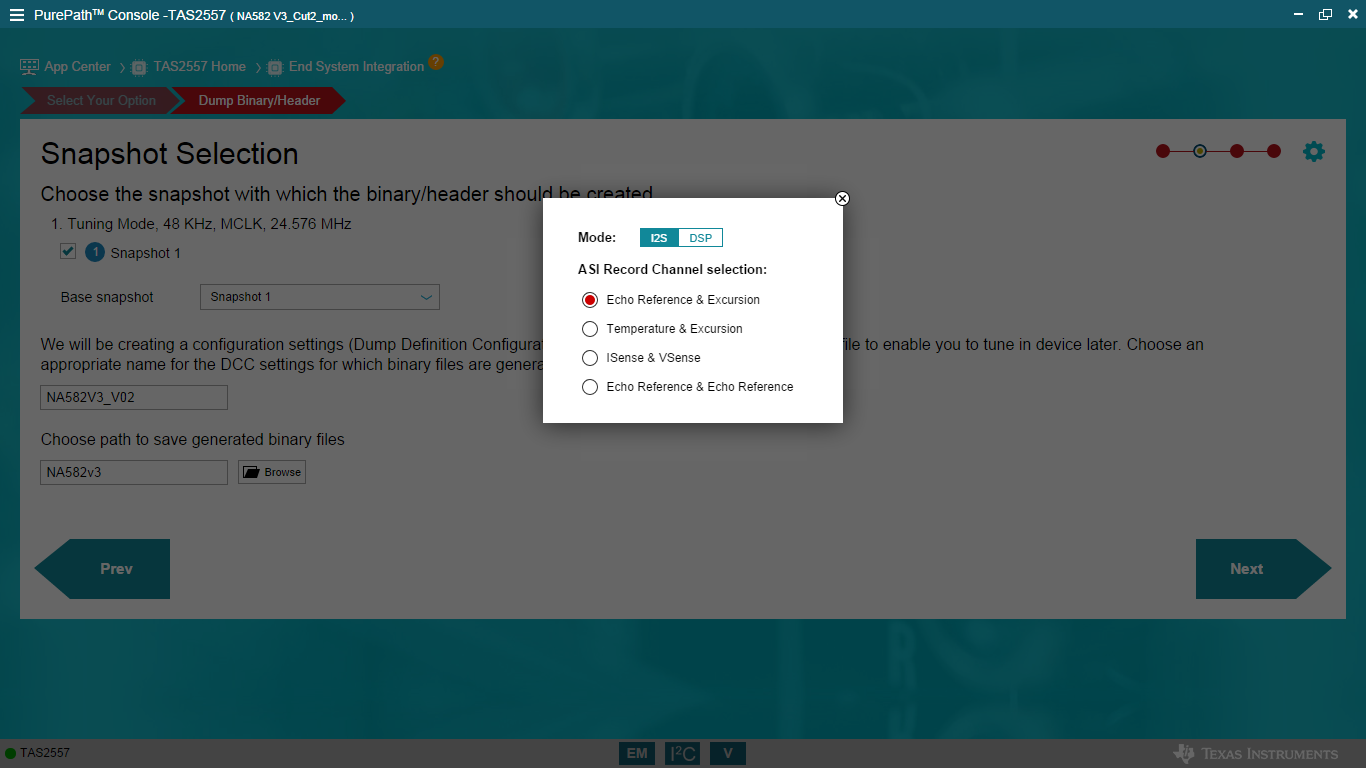 PurePath™ Console -TAS2557 ( NA582 V3_Cut2_mo... )
App Center > TAS2557 Home > End System Integration ?
Select Your Option Dump Binary/Header
Snapshot Selection
Choose the snapshot with which the binary/header should be created
1. Tuning Mode, 48 KHz, MCLK, 24.576 MHz
1 Snapshot 1
Base snapshot Snapshot 1
We will be creating a configuration settings (Dump Definition file to enable you to tune in device later. Choose an
appropriate name for the DCC settings for which binary files are
NA582V3_V02
Choose path to save generated binary files
NA582v3 Browse
Prev Next
Mode: I2S DSP
ASI Record Channel selection:
Echo Reference & Excursion
Temperature & Excursion
ISense & VSense
Echo Reference & Echo Reference
TAS2557 EM I²C V TEXAS INSTRUMENTS